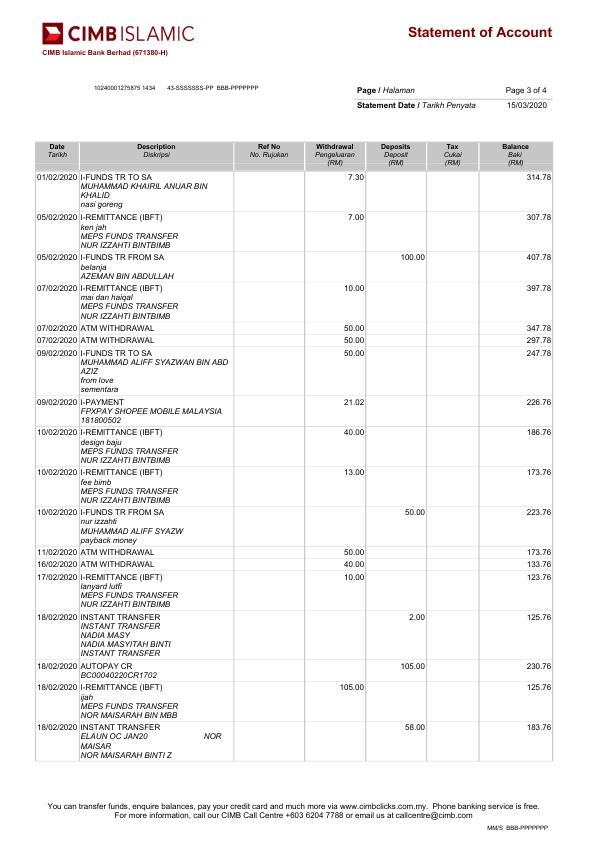 CIMB ISLAMIC
Statement of Account
CIMB Islamic Bank Berhad (671380-H)
10240001275875 1434 43-SSSSSSS-PP BBB-PPPPPPP
Page / Halaman Page 3 of 4
Statement Date / Tarikh Penyata 15/03/2020
Date Description Ref No Withdrawal Deposits Tax Balance
Tarikh Diskripsi No. Rujukan Pengeluaran Deposit Cukai Baki
(RM) (RM) (RM) (RM)
01/02/2020 I-FUNDS TR TO SA 7.30 314.78
MUHAMMAD KHAIRIL ANUAR BIN
KHALID
nasi goreng
05/02/2020 I-REMITTANCE (IBFT) 7.00 307.78
ken jah
MEPS FUNDS TRANSFER
NUR IZZAHTI BINTBIMB
05/02/2020 I-FUNDS TR FROM SA 100.00 407.78
belanja
AZEMAN BIN ABDULLAH
07/02/2020 I-REMITTANCE (IBFT) 10.00 397.78
mai dan haiqal
MEPS FUNDS TRANSFER
NUR IZZAHTI BINTBIMB
07/02/2020 ATM WITHDRAWAL 50.00 347.78
07/02/2020 ATM WITHDRAWAL 50.00 297.78
09/02/2020 I-FUNDS TR TO SA 50.00 247.78
MUHAMMAD ALIFF SYAZWAN BIN ABD
AZIZ
from love
sementara
09/02/2020 I-PAYMENT 21.02 226.76
FPXPAY SHOPEE MOBILE MALAYSIA
181800502
10/02/2020 I-REMITTANCE (IBFT) 40.00 186.76
design baju
MEPS FUNDS TRANSFER
NUR IZZAHTI BINTBIMB
10/02/2020 I-REMITTANCE (IBFT) 13.00 173.76
fee bimb
MEPS FUNDS TRANSFER
NUR IZZAHTI BINTBIMB
10/02/2020 I-FUNDS TR FROM SA 50.00 223.76
nur izzahti
MUHAMMAD ALIFF SYAZW
payback money
11/02/2020 ATM WITHDRAWAL 50.00 173.76
16/02/2020 ATM WITHDRAWAL 40.00 133.76
17/02/2020 I-REMITTANCE (IBFT) 10.00 123.76
lanyard lutfi
MEPS FUNDS TRANSFER
NUR IZZAHTI BINTBIMB
18/02/2020 INSTANT TRANSFER 2.00 125.76
INSTANT TRANSFER
NADIA MASY
NADIA MASYITAH BINTI
INSTANT TRANSFER
18/02/2020 AUTOPAY CR 105.00 230.76
BC00040220CR1702
18/02/2020 I-REMITTANCE (IBFT) 105.00 125.76
ijah
MEPS FUNDS TRANSFER
NOR MAISARAH BIN MBB
18/02/2020 INSTANT TRANSFER 58.00 183.76
ELAUN OC JAN20 NOR
MAISAR
NOR MAISARAH BINTI Z
You can transfer funds, enquire balances, pay your credit card and much more via www.cimbclicks.com.my. Phone banking service is free.
For more information, call our CIMB Call Centre +603 6204 7788 or email us at callcentre@cimb.com
MM/S BBB-PPPPPPP